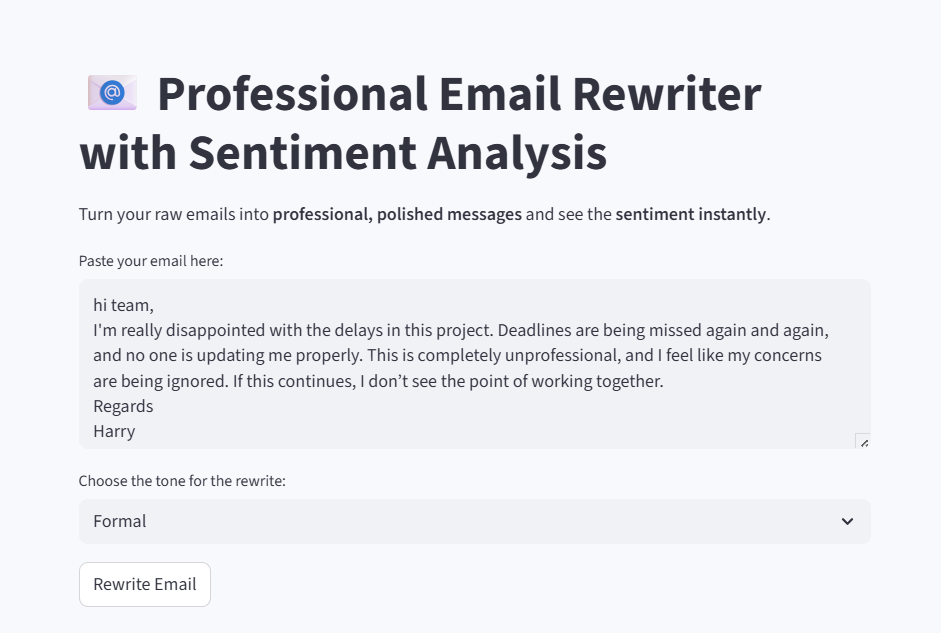 Professional Email Rewriter
with Sentiment Analysis
Turn your raw emails into professional, polished messages and see the sentiment instantly.
Paste your email here:
hi team,
I'm really disappointed with the delays in this project. Deadlines are being missed again and again,
and no one is updating me properly. This is completely unprofessional, and I feel like my concerns
are being ignored. If this continues, I don’t see the point of working together.
Regards
Harry
Choose the tone for the rewrite:
Formal
Rewrite Email